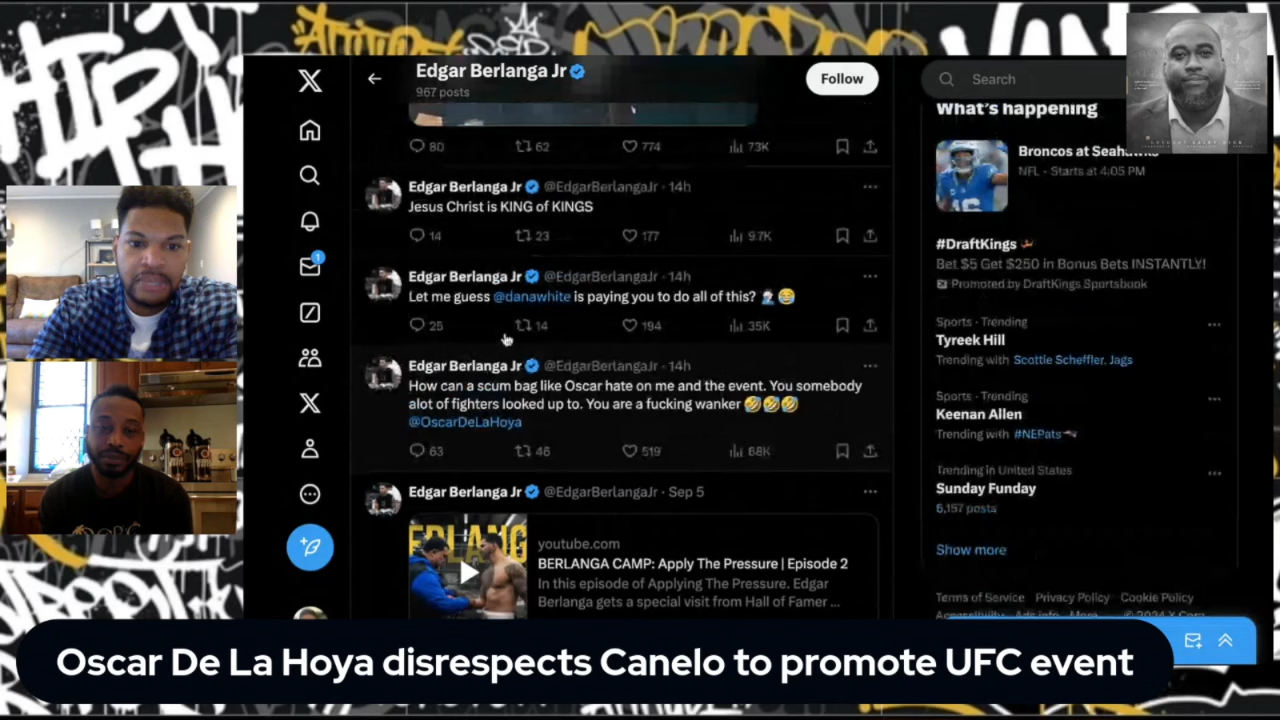 Edgar Berlanga Jr
967 posts
Follow
Search
80 62 774 73K
Edgar Berlanga Jr @EdgarBerlangaJr · 14h
Jesus Christ is KING of KINGS
14 23 177 9.7K
Edgar Berlanga Jr @EdgarBerlangaJr · 14h
Let me guess @danawhite is paying you to do all of this? 🤦🏻‍♂️😂
25 14 194 35K
Edgar Berlanga Jr @EdgarBerlangaJr · 14h
How can a scum bag like Oscar hate on me and the event. You somebody
alot of fighters looked up to. You are a fucking wanker 🤣🤣🤣
@OscarDeLaHoya
63 46 519 68K
Edgar Berlanga Jr @EdgarBerlangaJr · Sep 5
youtube.com
BERLANGA CAMP: Apply The Pressure | Episode 2
In this episode of Applying The Pressure. Edgar
Berlanga gets a special visit from Hall of Famer ...
What's happening
Broncos at Seahawks
NFL · Starts at 4:05 PM
#DraftKings
Bet $5 Get $250 in Bonus Bets INSTANTLY!
Promoted by DraftKings Sportsbook
Sports · Trending
Tyreek Hill
Trending with Scottie Scheffler, Jags
Sports · Trending
Keenan Allen
Trending with #NEPats
Trending in United States
Sunday Funday
6,157 posts
Show more
Terms of Service Privacy Policy Cookie Policy
Accessibility Ads info More © 2024 X Corp.
1
Oscar De La Hoya disrespects Canelo to promote UFC event